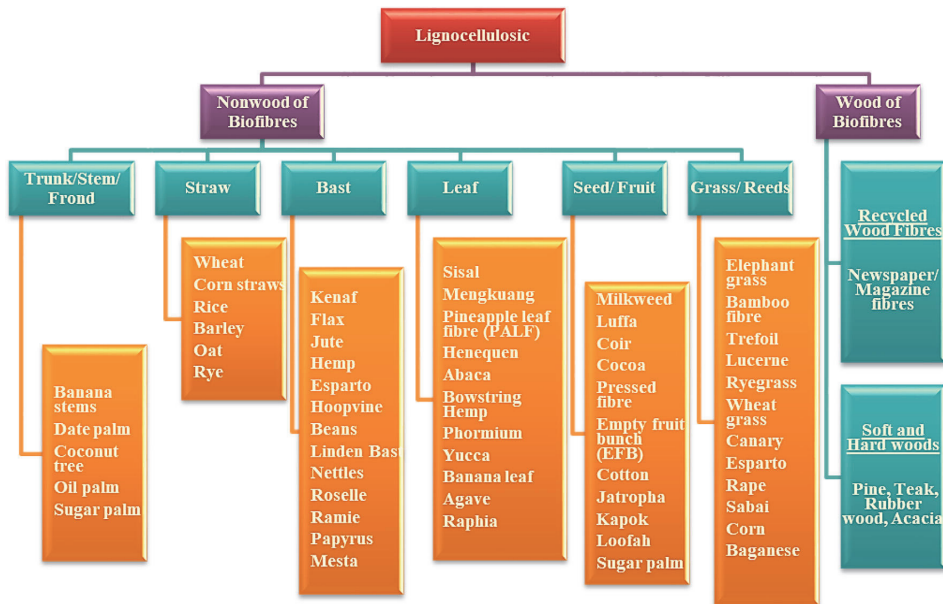 Lignocellulosic
Nonwood of
Biofibres
Wood of
Biofibres
Trunk/Stem/
Frond
Straw
Bast
Leaf
Seed/ Fruit
Grass/ Reeds
Banana
stems
Date palm
Coconut
tree
Oil palm
Sugar palm
Wheat
Corn straws
Rice
Barley
Oat
Rye
Kenaf
Flax
Jute
Hemp
Esparto
Hoopvine
Beans
Linden Bast
Nettles
Roselle
Ramie
Papyrus
Mesta
Sisal
Mengkuang
Pineapple leaf
fibre (PALF)
Henequen
Abaca
Bowstring
Hemp
Phormium
Yucca
Banana leaf
Agave
Raphia
Milkweed
Luffa
Coir
Cocoa
Pressed
fibre
Empty fruit
bunch
(EFB)
Cotton
Jatropha
Kapok
Loofah
Sugar palm
Elephant
grass
Bamboo
fibre
Trefoil
Lucerne
Ryegrass
Wheat
grass
Canary
Esparto
Rape
Sabai
Corn
Baganese
Recycled
Wood Fibres
Newspaper/
Magazine
fibres
Soft and
Hard woods
Pine, Teak,
Rubber
wood, Acacia